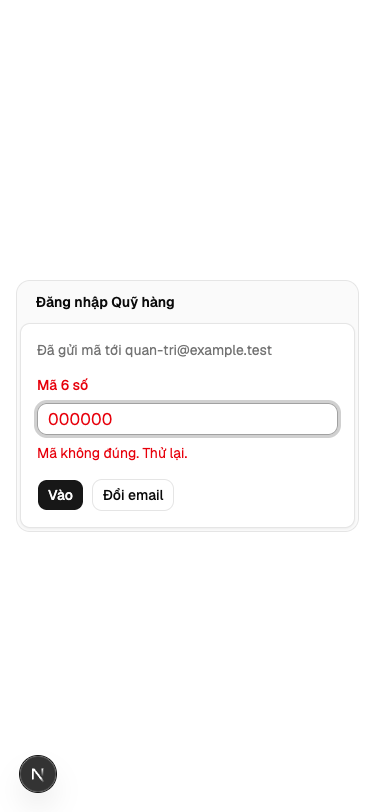 Đăng nhập Quỹ hàng
Đã gửi mã tới quan-tri@example.test
Mã 6 số
000000
Mã không đúng. Thử lại.
Vào
Đổi email
N